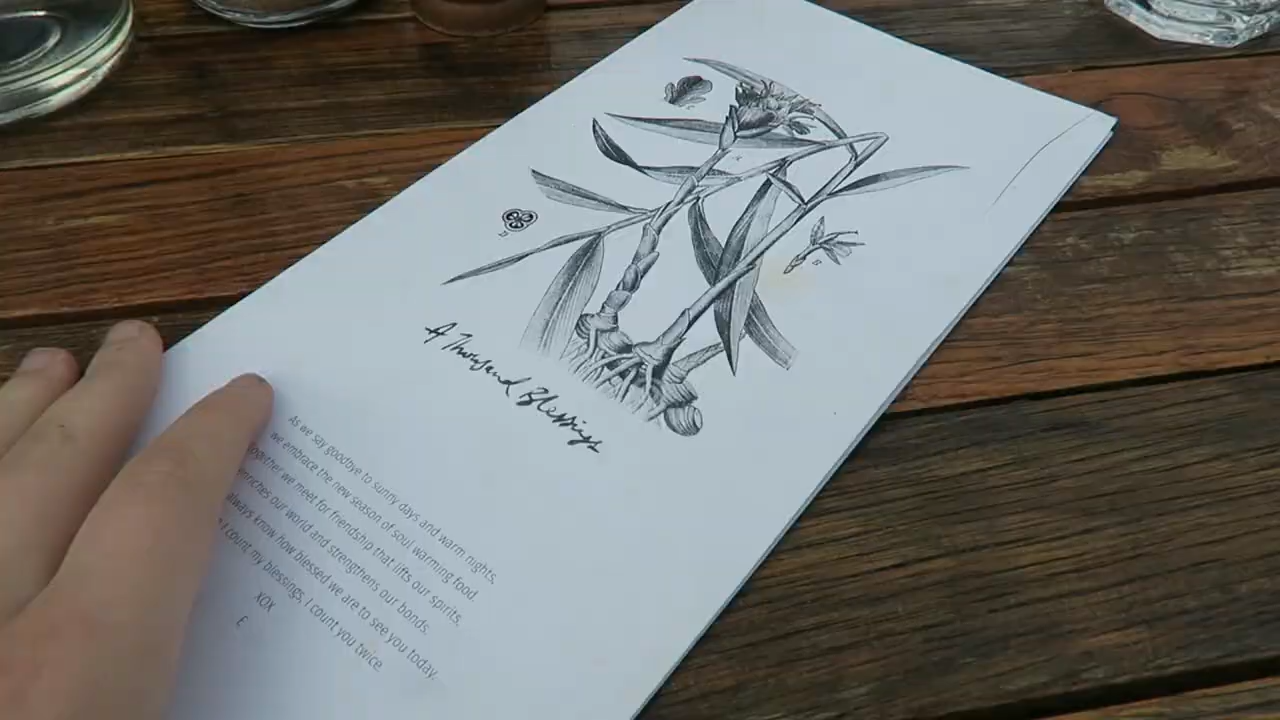 A Thousand Blessings
As we say goodbye to sunny days and warm nights,
we embrace the new season of soul warming food.
Together we meet for friendship that lifts our spirits,
enriches our world and strengthens our bonds.
always know how blessed we are to see you today.
I count my blessings, I count you twice.
XOX
E